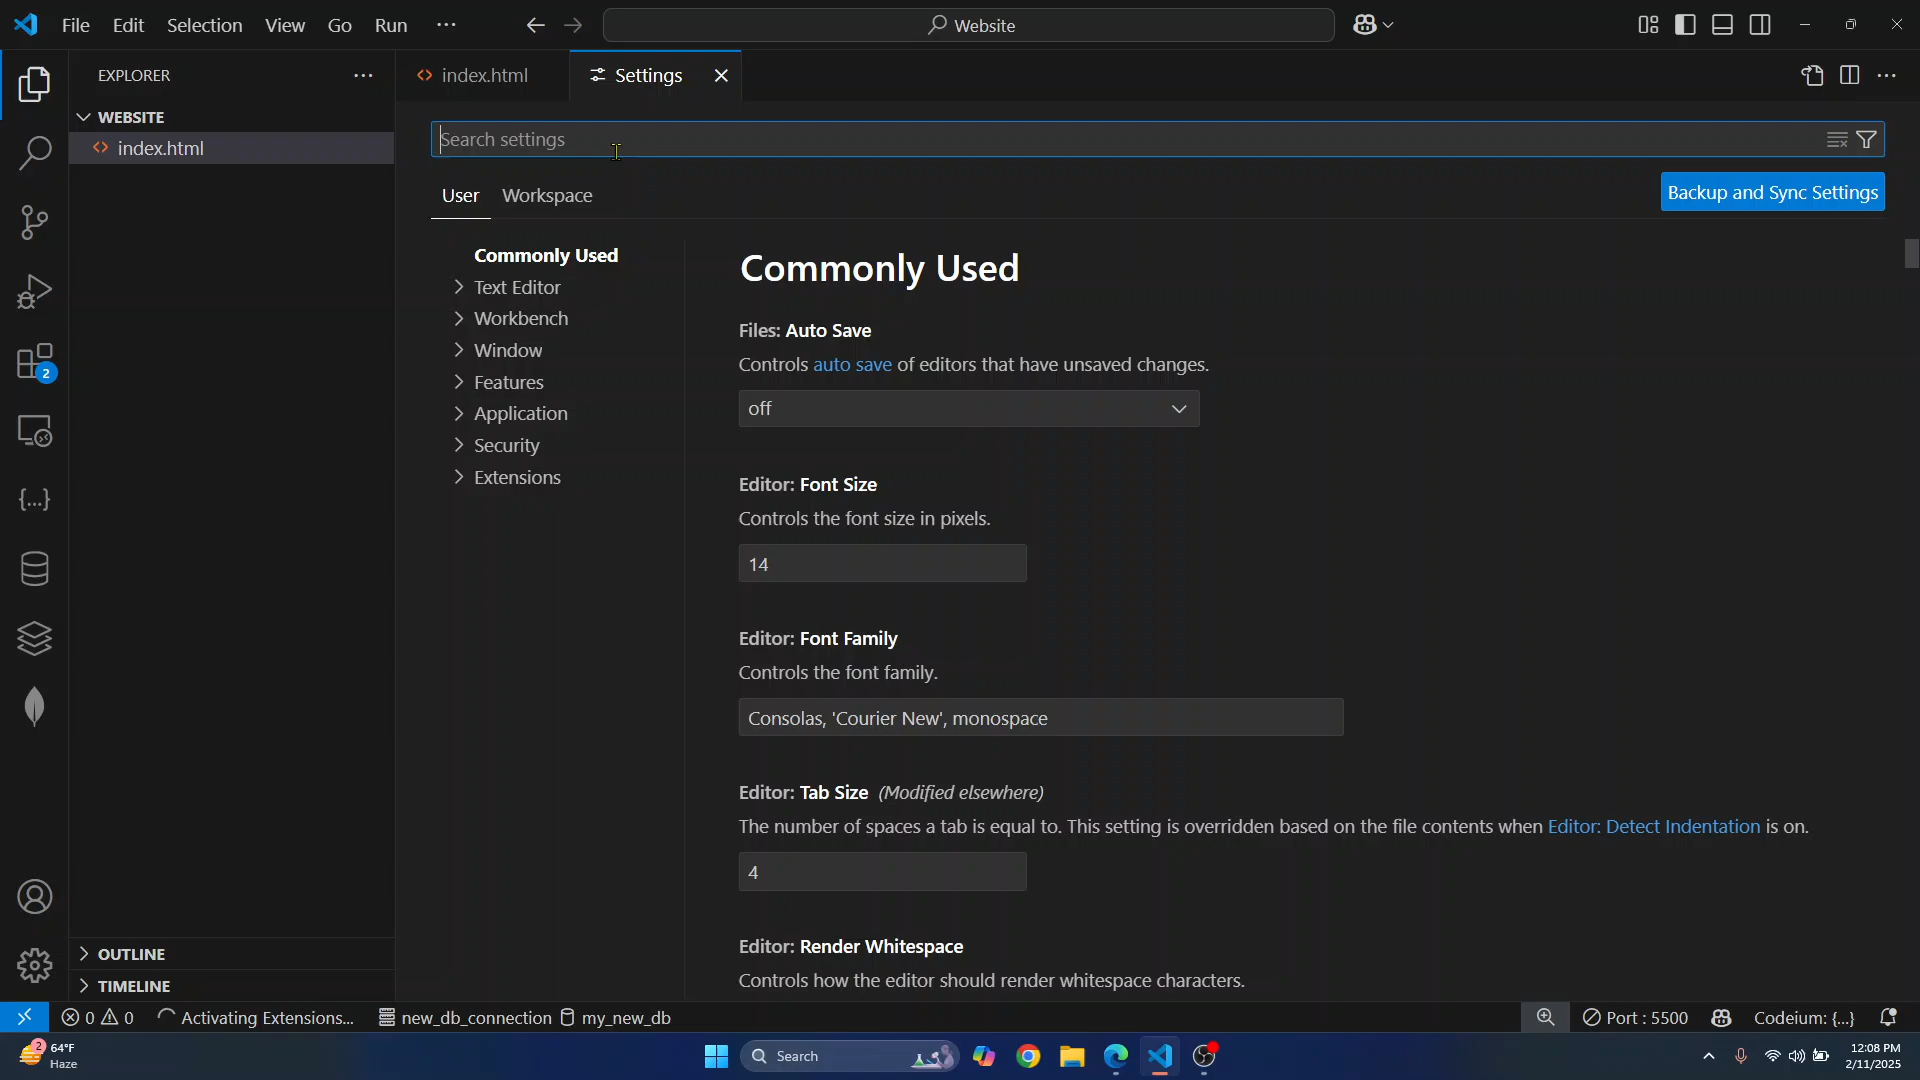 File Edit Selection View Go Run ···
Website
EXPLORER ···
WEBSITE
index.html
index.html Settings
Search settings
User Workspace
Backup and Sync Settings
Commonly Used
Text Editor
Workbench
Window
Features
Application
Security
Extensions
Commonly Used
Files: Auto Save
Controls auto save of editors that have unsaved changes.
off
Editor: Font Size
Controls the font size in pixels.
14
Editor: Font Family
Controls the font family.
Consolas, 'Courier New', monospace
Editor: Tab Size (Modified elsewhere)
The number of spaces a tab is equal to. This setting is overridden based on the file contents when Editor: Detect Indentation is on.
4
Editor: Render Whitespace
Controls how the editor should render whitespace characters.
2
OUTLINE
TIMELINE
0 0 Activating Extensions... new_db_connection my_new_db
Port : 5500 Codeium: {...}
2
64°F
Haze
Search
12:08 PM
2/11/2025